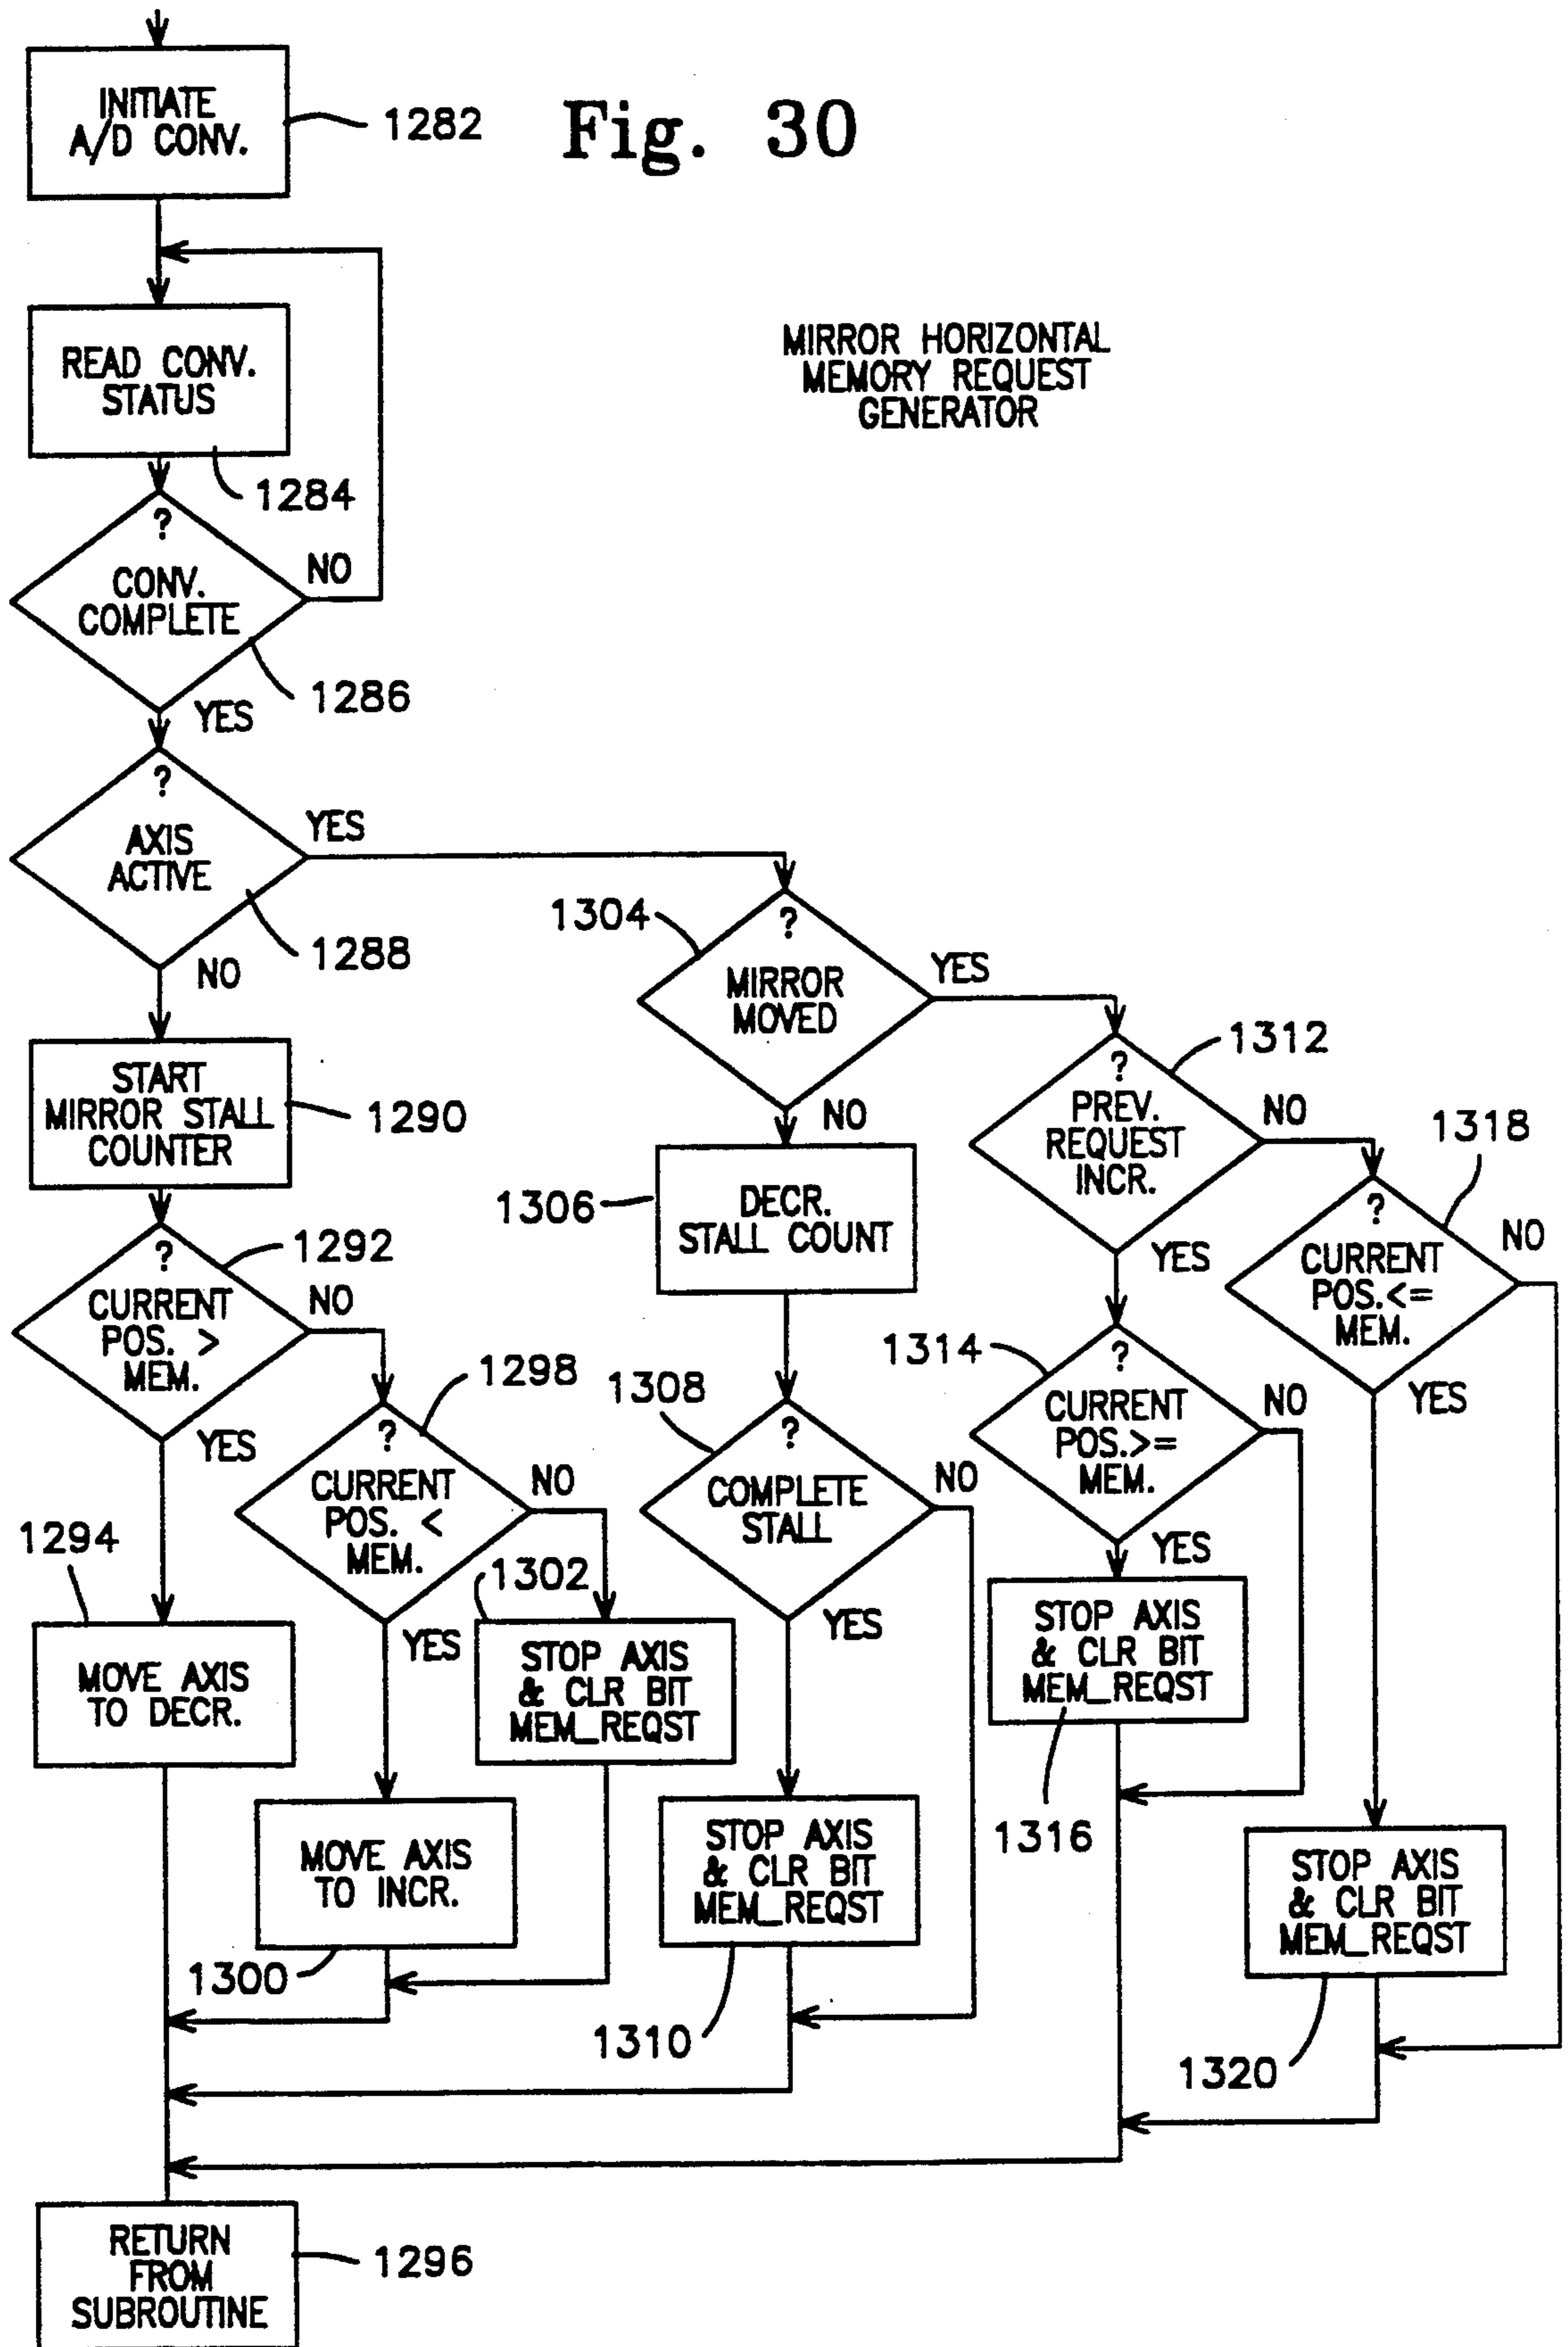 INITIATE
A/D CONV.
1282
Fig. 30
READ CONV.
STATUS
1284
MIRROR HORIZONTAL
MEMORY REQUEST
GENERATOR
?
CONV.
COMPLETE
NO
1286
YES
?
AXIS
ACTIVE
YES
1288
NO
1304
?
MIRROR
MOVED
YES
NO
START
MIRROR STALL
COUNTER
1290
1306
DECR.
STALL COUNT
1312
?
PREV.
REQUEST
INCR.
NO
YES
1318
?
CURRENT
POS.<=
MEM.
NO
YES
?
CURRENT
POS. >
MEM.
1292
NO
YES
1298
?
CURRENT
POS. <
MEM.
NO
YES
1308
?
COMPLETE
STALL
NO
YES
1314
?
CURRENT
POS.>=
MEM.
NO
YES
1294
MOVE AXIS
TO DECR.
1302
STOP AXIS
& CLR BIT
MEM_REQST
STOP AXIS
& CLR BIT
MEM_REQST
1316
MOVE AXIS
TO INCR.
1300
STOP AXIS
& CLR BIT
MEM_REQST
1310
STOP AXIS
& CLR BIT
MEM_REQST
1320
RETURN
FROM
SUBROUTINE
1296